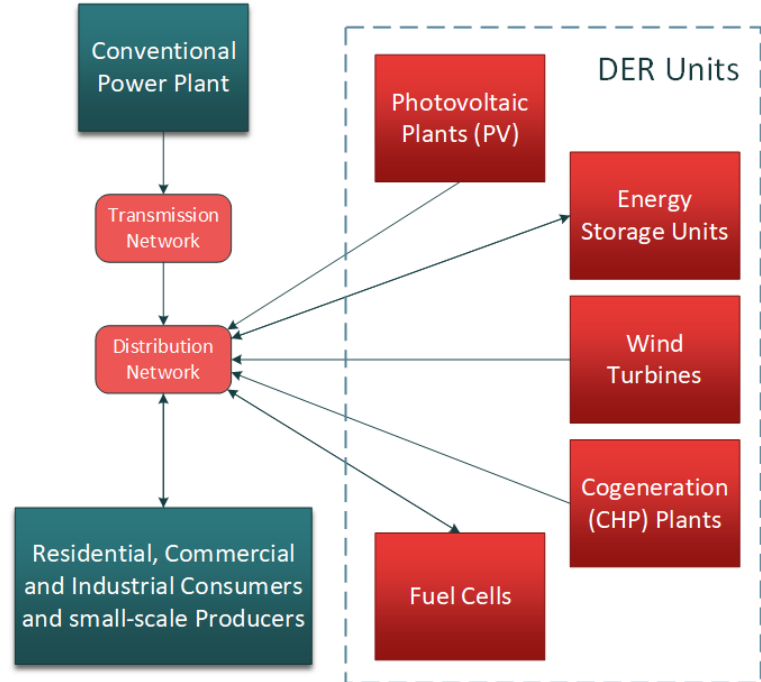 Conventional
Power Plant
Transmission
Network
Distribution
Network
Residential, Commercial
and Industrial Consumers
and small-scale Producers
DER Units
Photovoltaic
Plants (PV)
Energy
Storage Units
Wind
Turbines
Cogeneration
(CHP) Plants
Fuel Cells